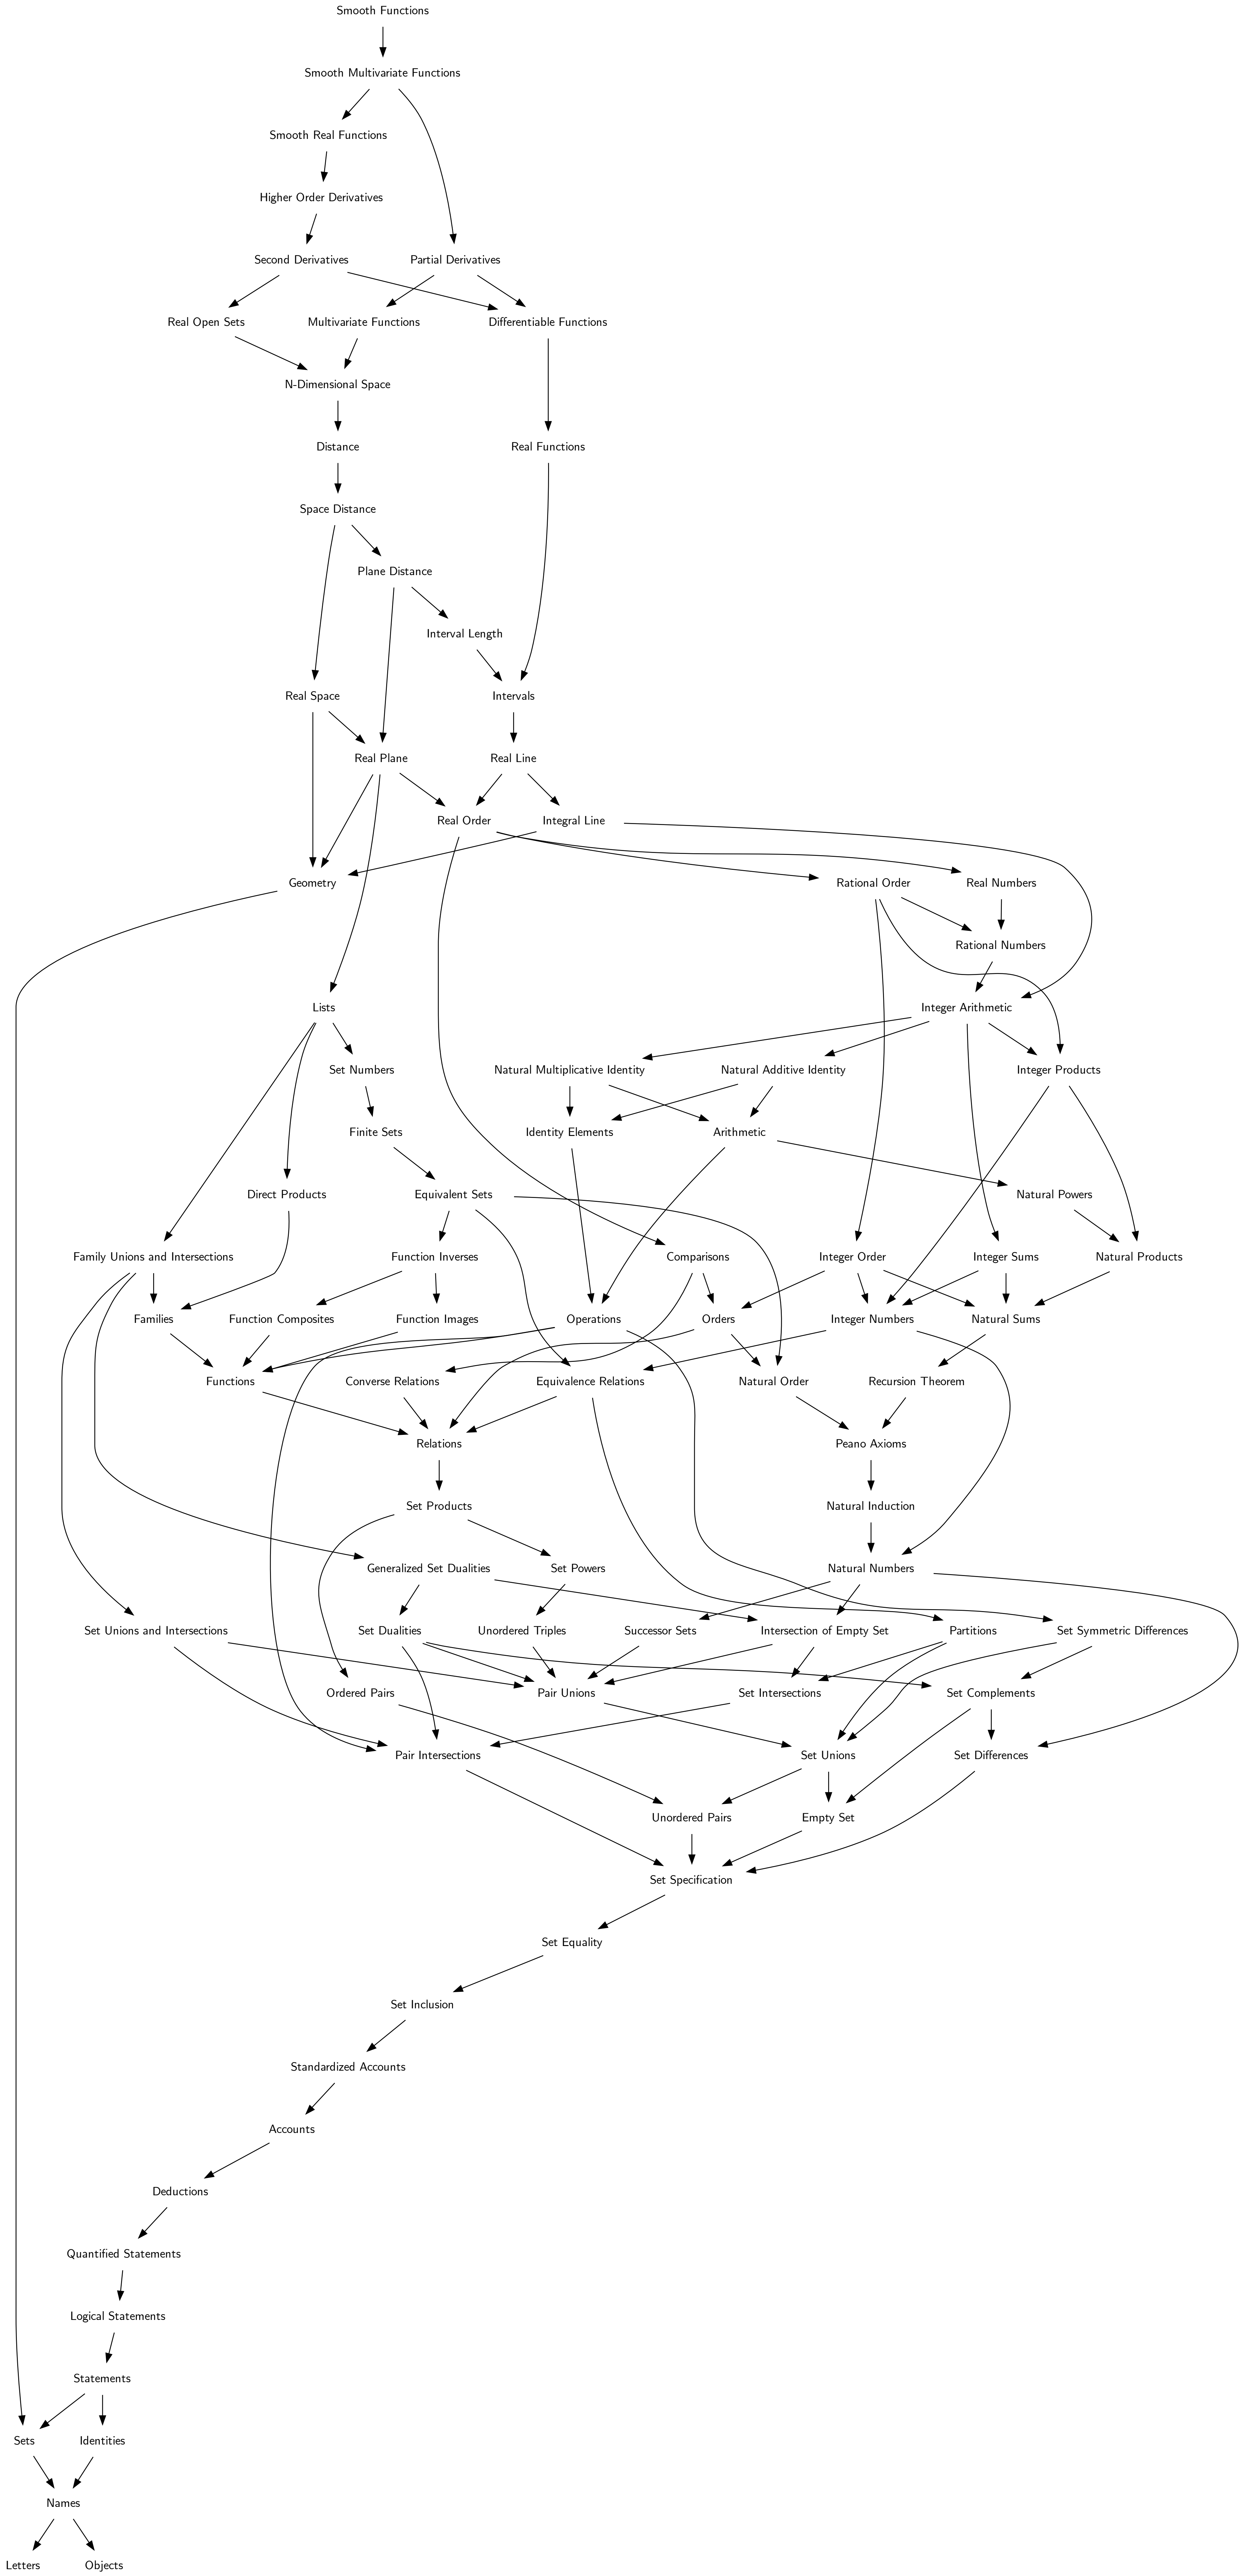 Smooth Functions
Smooth Multivariate Functions
Smooth Real Functions
Higher Order Derivatives
Second Derivatives
Partial Derivatives
Real Open Sets
Multivariate Functions
Differentiable Functions
N-Dimensional Space
Distance
Real Functions
Space Distance
Plane Distance
Interval Length
Real Space
Intervals
Real Plane
Real Line
Real Order
Integral Line
Geometry
Rational Order
Real Numbers
Rational Numbers
Lists
Integer Arithmetic
Set Numbers
Natural Multiplicative Identity
Natural Additive Identity
Integer Products
Finite Sets
Identity Elements
Arithmetic
Direct Products
Equivalent Sets
Natural Powers
Family Unions and Intersections
Function Inverses
Comparisons
Integer Order
Integer Sums
Natural Products
Families
Function Composites
Function Images
Operations
Orders
Integer Numbers
Natural Sums
Functions
Converse Relations
Equivalence Relations
Natural Order
Recursion Theorem
Relations
Peano Axioms
Set Products
Natural Induction
Generalized Set Dualities
Set Powers
Natural Numbers
Set Unions and Intersections
Set Dualities
Unordered Triples
Successor Sets
Intersection of Empty Set
Partitions
Set Symmetric Differences
Ordered Pairs
Pair Unions
Set Intersections
Set Complements
Pair Intersections
Set Unions
Set Differences
Unordered Pairs
Empty Set
Set Specification
Set Equality
Set Inclusion
Standardized Accounts
Accounts
Deductions
Quantified Statements
Logical Statements
Statements
Sets
Identities
Names
Letters
Objects